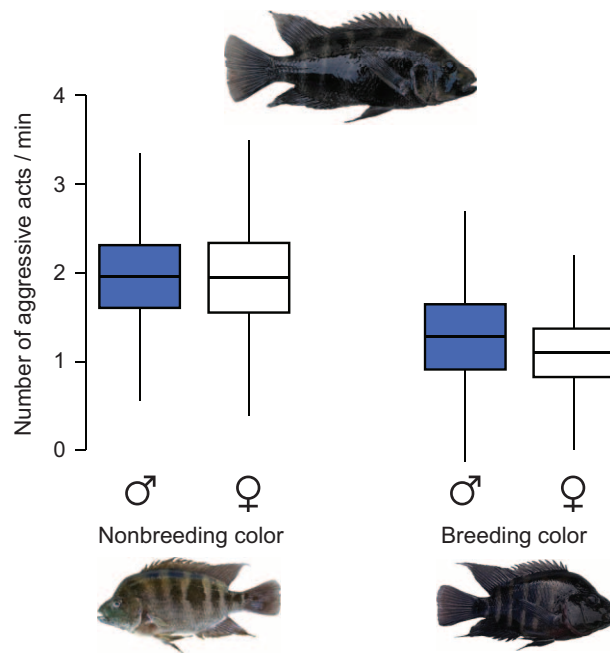 Number of aggressive acts / min
4
3
2
1
0
♂ ♀ ♂ ♀
Nonbreeding color
Breeding color